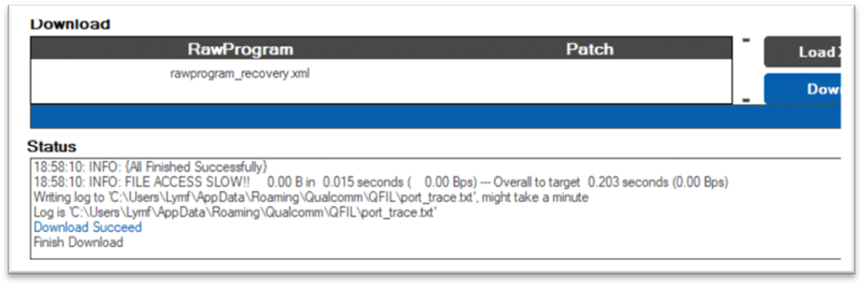 Download
RawProgram Patch
rawprogram_recovery.xml
Load
Down
Status
18:58:10: INFO: {All Finished Successfully}
18:58:10: INFO: FILE ACCESS SLOW!! 0.00 B in 0.015 seconds ( 0.00 Bps) --- Overall to target 0.203 seconds (0.00 Bps)
Writing log to 'C:\Users\Lymf\AppData\Roaming\Qualcomm\QFIL\port_trace.txt', might take a minute
Log is 'C:\Users\Lymf\AppData\Roaming\Qualcomm\QFIL\port_trace.txt'
Download Succeed
Finish Download